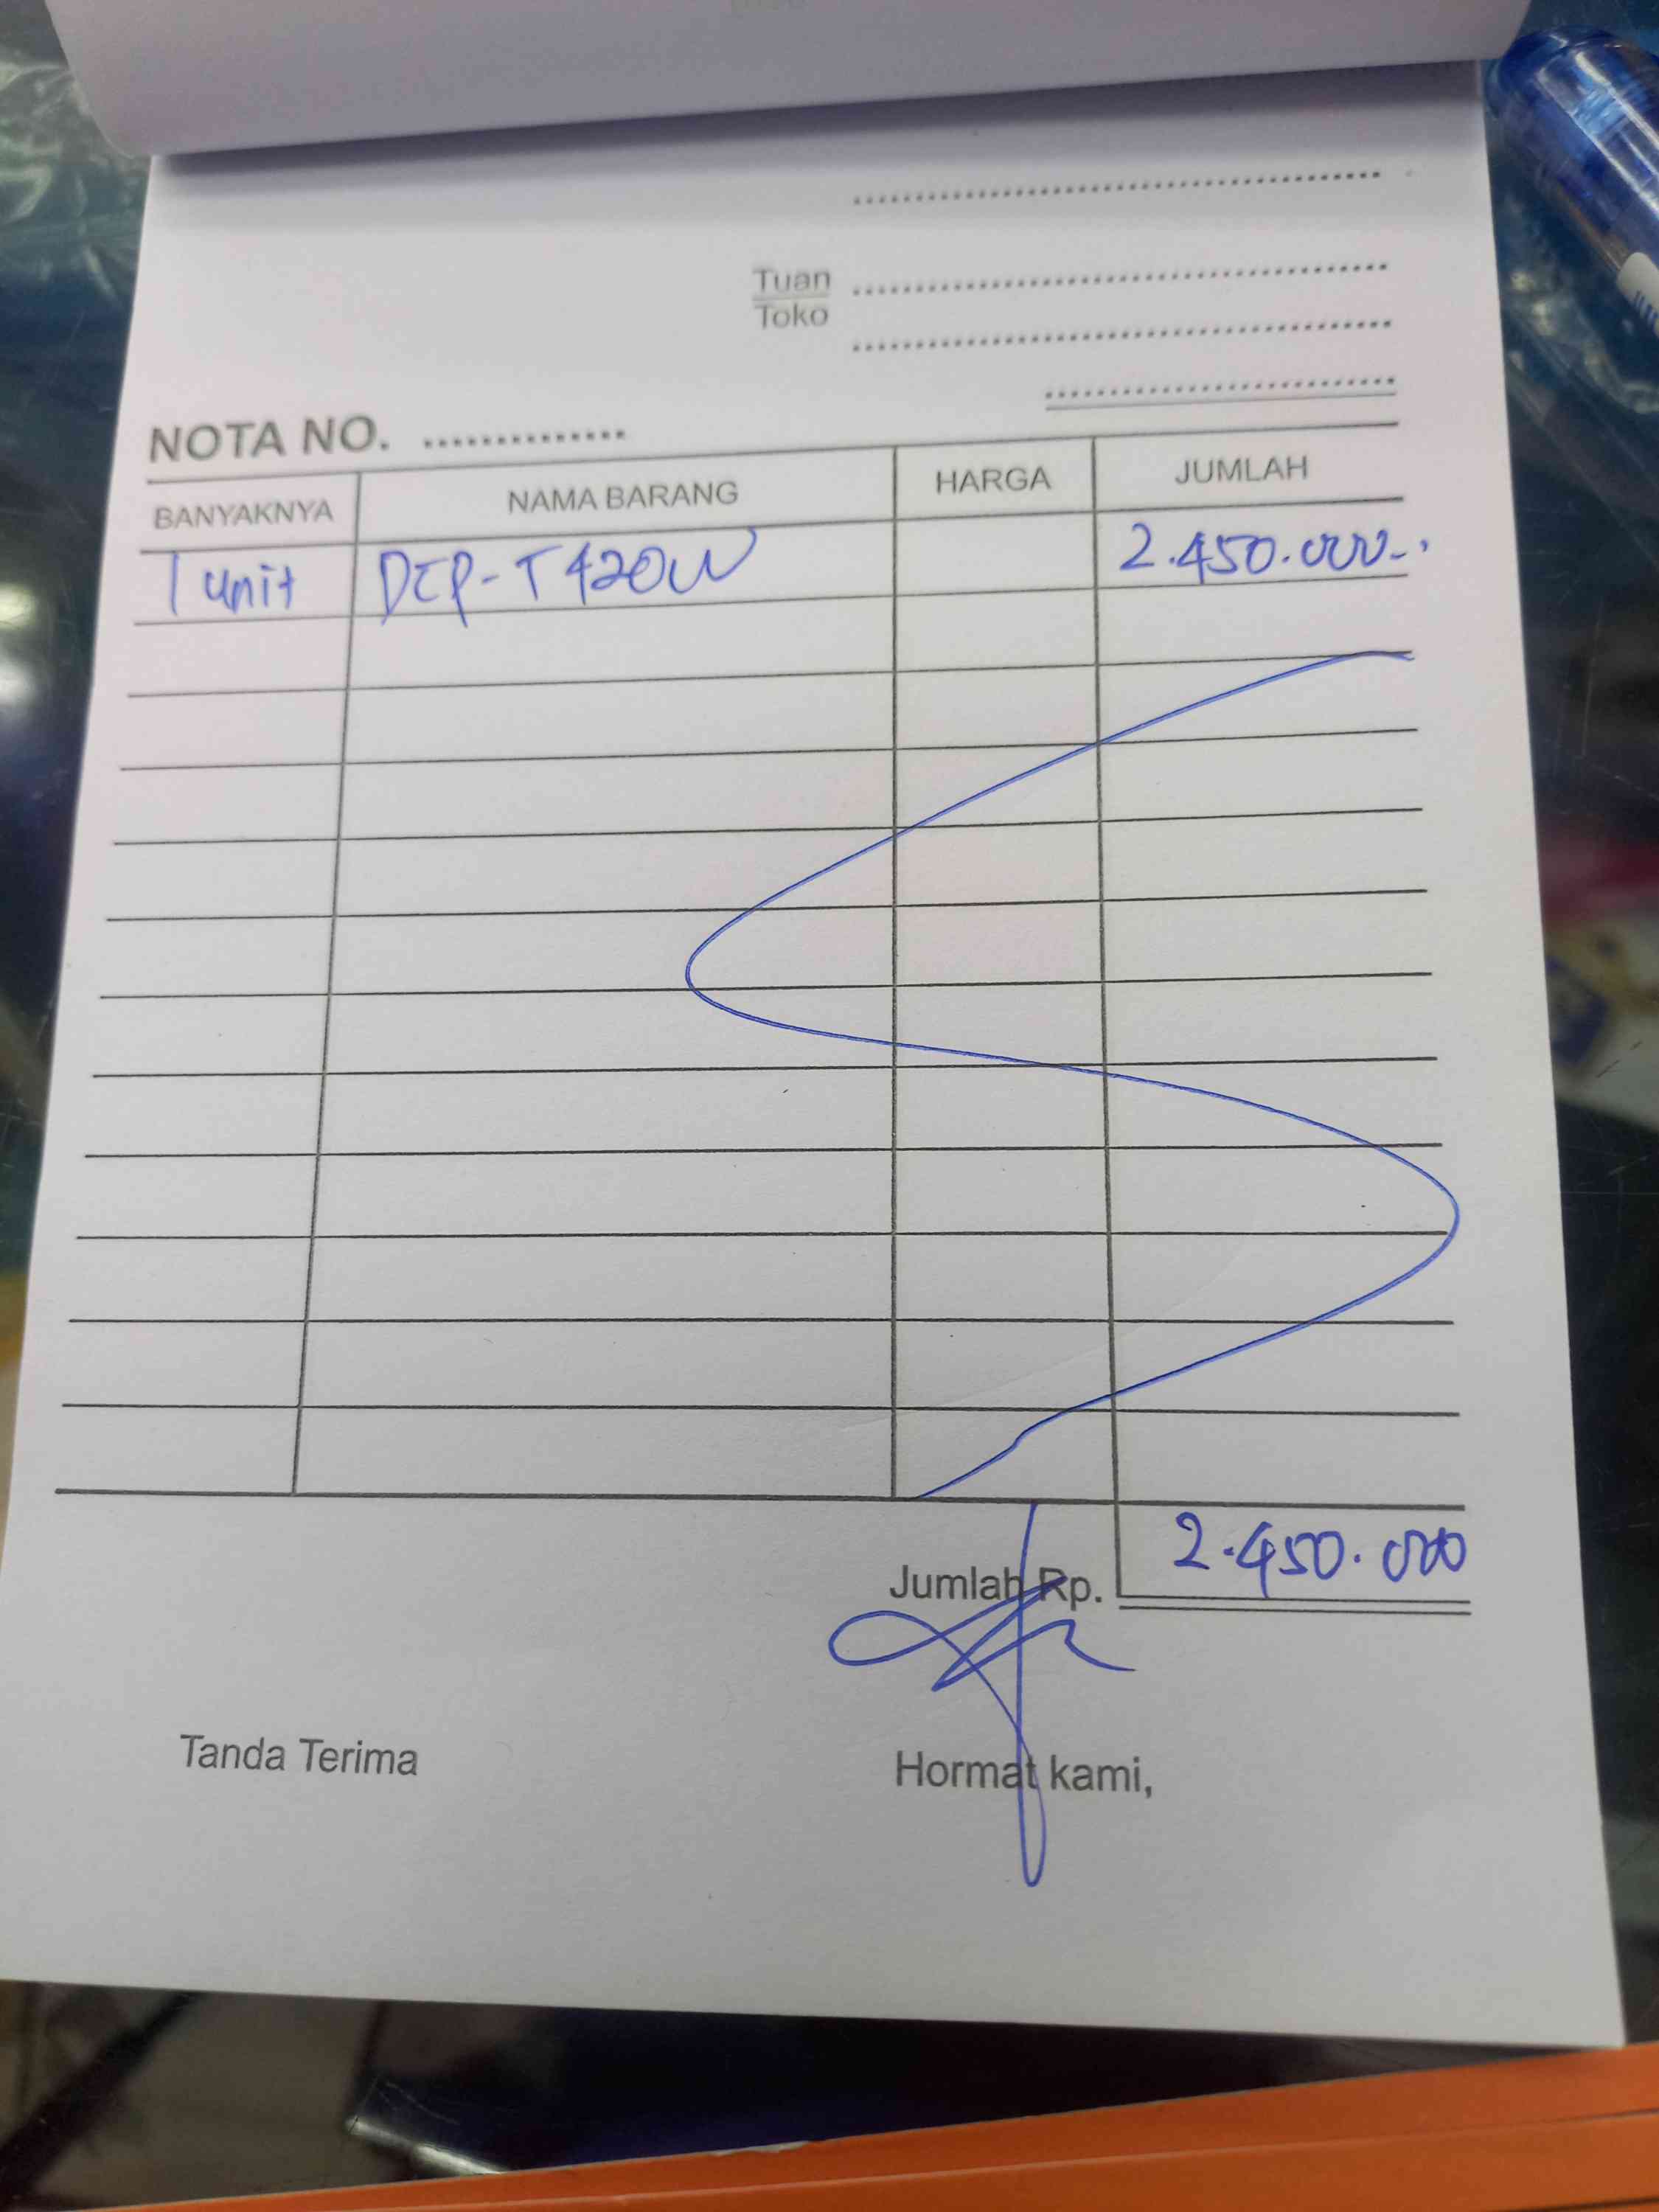 Tuan
Toko
NOTA NO.
BANYAKNYA NAMA BARANG HARGA JUMLAH
1 unit DCP-T420W 2.450.000-.
Jumlah Rp. 2.450.000
Tanda Terima Hormat kami,